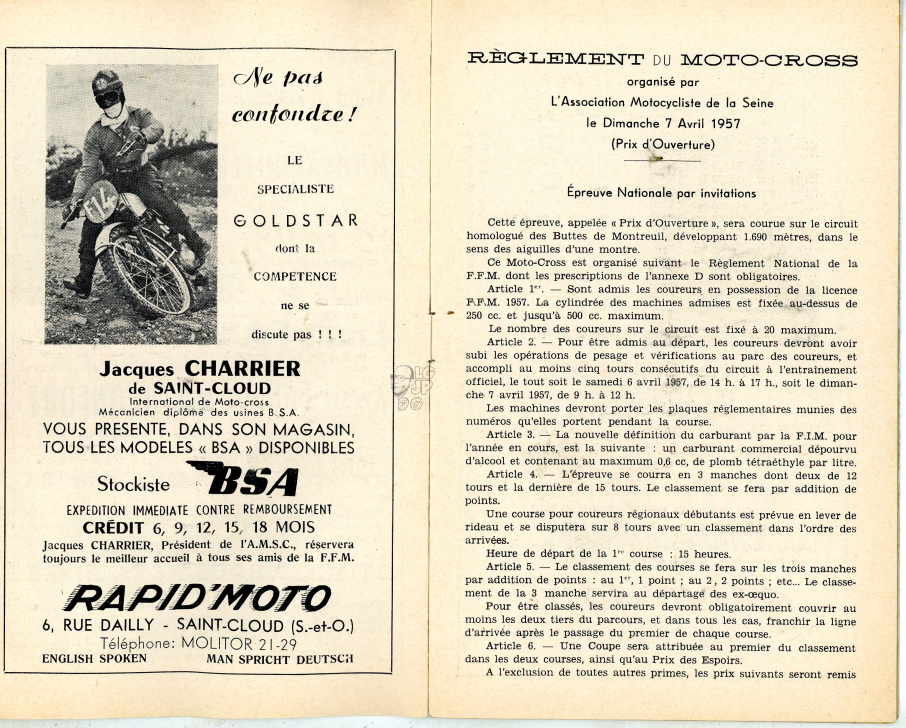 514
Ne pas
confondre !
LE
SPECIALISTE
GOLDSTAR
dont la
COMPETENCE
ne se
discute pas ! ! !
Jacques CHARRIER
de SAINT-CLOUD
International de Moto-cross
Mécanicien diplôme des usines B.S.A.
VOUS PRESENTE, DANS SON MAGASIN,
TOUS LES MODELES « BSA » DISPONIBLES
Stockiste BSA
EXPEDITION IMMEDIATE CONTRE REMBOURSEMENT
CRÉDIT 6, 9, 12, 15, 18 MOIS
Jacques CHARRIER, Président de l'A.M.S.C., réservera
toujours le meilleur accueil à tous ses amis de la F.F.M.
RAPID'MOTO
6, RUE DAILLY - SAINT-CLOUD (S.-et-O.)
Téléphone: MOLITOR 21-29
ENGLISH SPOKEN MAN SPRICHT DEUTSCH
RÈGLEMENT DU MOTO-CROSS
organisé par
L'Association Motocycliste de la Seine
le Dimanche 7 Avril 1957
(Prix d'Ouverture)
Épreuve Nationale par invitations
Cette épreuve, appelée « Prix d'Ouverture », sera courue sur le circuit
homologué des Buttes de Montreuil, développant 1.690 mètres, dans le
sens des aiguilles d'une montre.
Ce Moto-Cross est organisé suivant le Règlement National de la
F.F.M. dont les prescriptions de l'annexe D sont obligatoires.
Article 1er. — Sont admis les coureurs en possession de la licence
F.F.M. 1957. La cylindrée des machines admises est fixée au-dessus de
250 cc. et jusqu'à 500 cc. maximum.
Le nombre des coureurs sur le circuit est fixé à 20 maximum.
Article 2. — Pour être admis au départ, les coureurs devront avoir
subi les opérations de pesage et vérifications au parc des coureurs, et
accompli au moins cinq tours consécutifs du circuit à l'entraînement
officiel, le tout soit le samedi 6 avril 1957, de 14 h. à 17 h., soit le diman-
che 7 avril 1957, de 9 h. à 12 h.
Les machines devront porter les plaques réglementaires munies des
numéros qu'elles portent pendant la course.
Article 3. — La nouvelle définition du carburant par la F.I.M. pour
l'année en cours, est la suivante : un carburant commercial dépourvu
d'alcool et contenant au maximum 0,6 cc, de plomb tétraéthyle par litre.
Article 4. — L'épreuve se courra en 3 manches dont deux de 12
tours et la dernière de 15 tours. Le classement se fera par addition de
points.
Une course pour coureurs régionaux débutants est prévue en lever de
rideau et se disputera sur 8 tours avec un classement dans l'ordre des
arrivées.
Heure de départ de la 1re course : 15 heures.
Article 5. — Le classement des courses se fera sur les trois manches
par addition de points : au 1er, 1 point ; au 2, 2 points ; etc... Le classe-
ment de la 3 manche servira au départage des ex-œquo.
Pour être classés, les coureurs devront obligatoirement couvrir au
moins les deux tiers du parcours, et dans tous les cas, franchir la ligne
d'arrivée après le passage du premier de chaque course.
Article 6. — Une Coupe sera attribuée au premier du classement
dans les deux courses, ainsi qu'au Prix des Espoirs.
A l'exclusion de toutes autres primes, les prix suivants seront remis